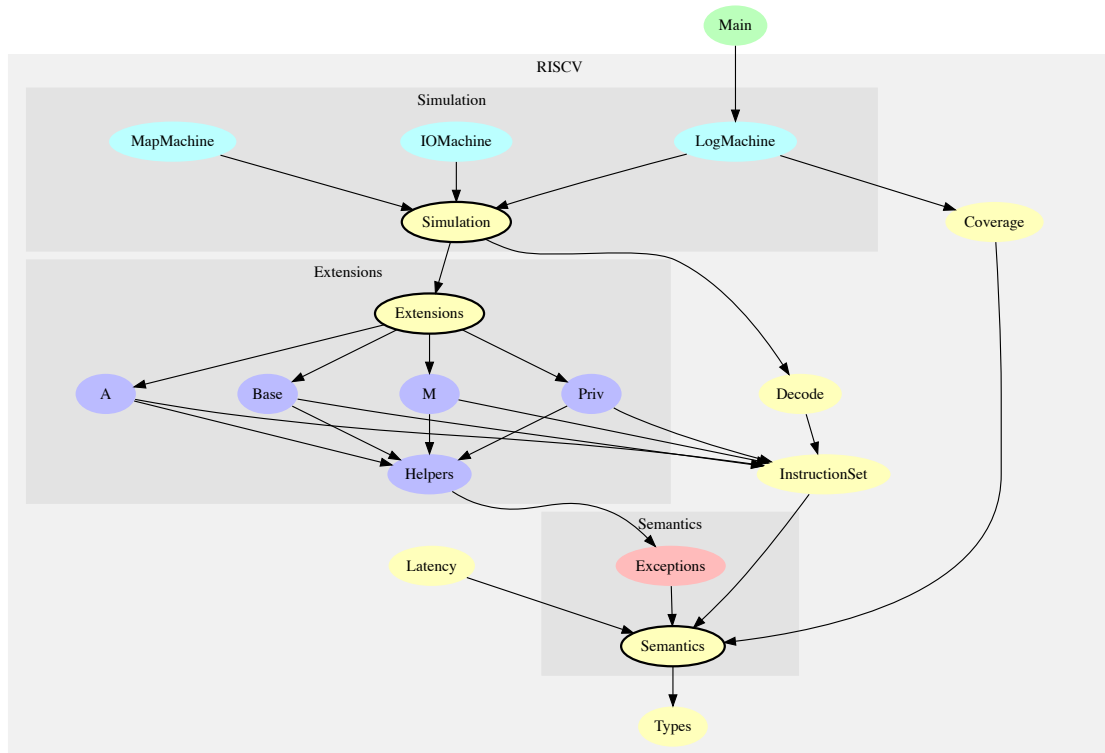 Main
RISCV
Simulation
MapMachine
IOMachine
LogMachine
Simulation
Coverage
Extensions
Extensions
A
Base
M
Priv
Decode
Helpers
InstructionSet
Semantics
Latency
Exceptions
Semantics
Types